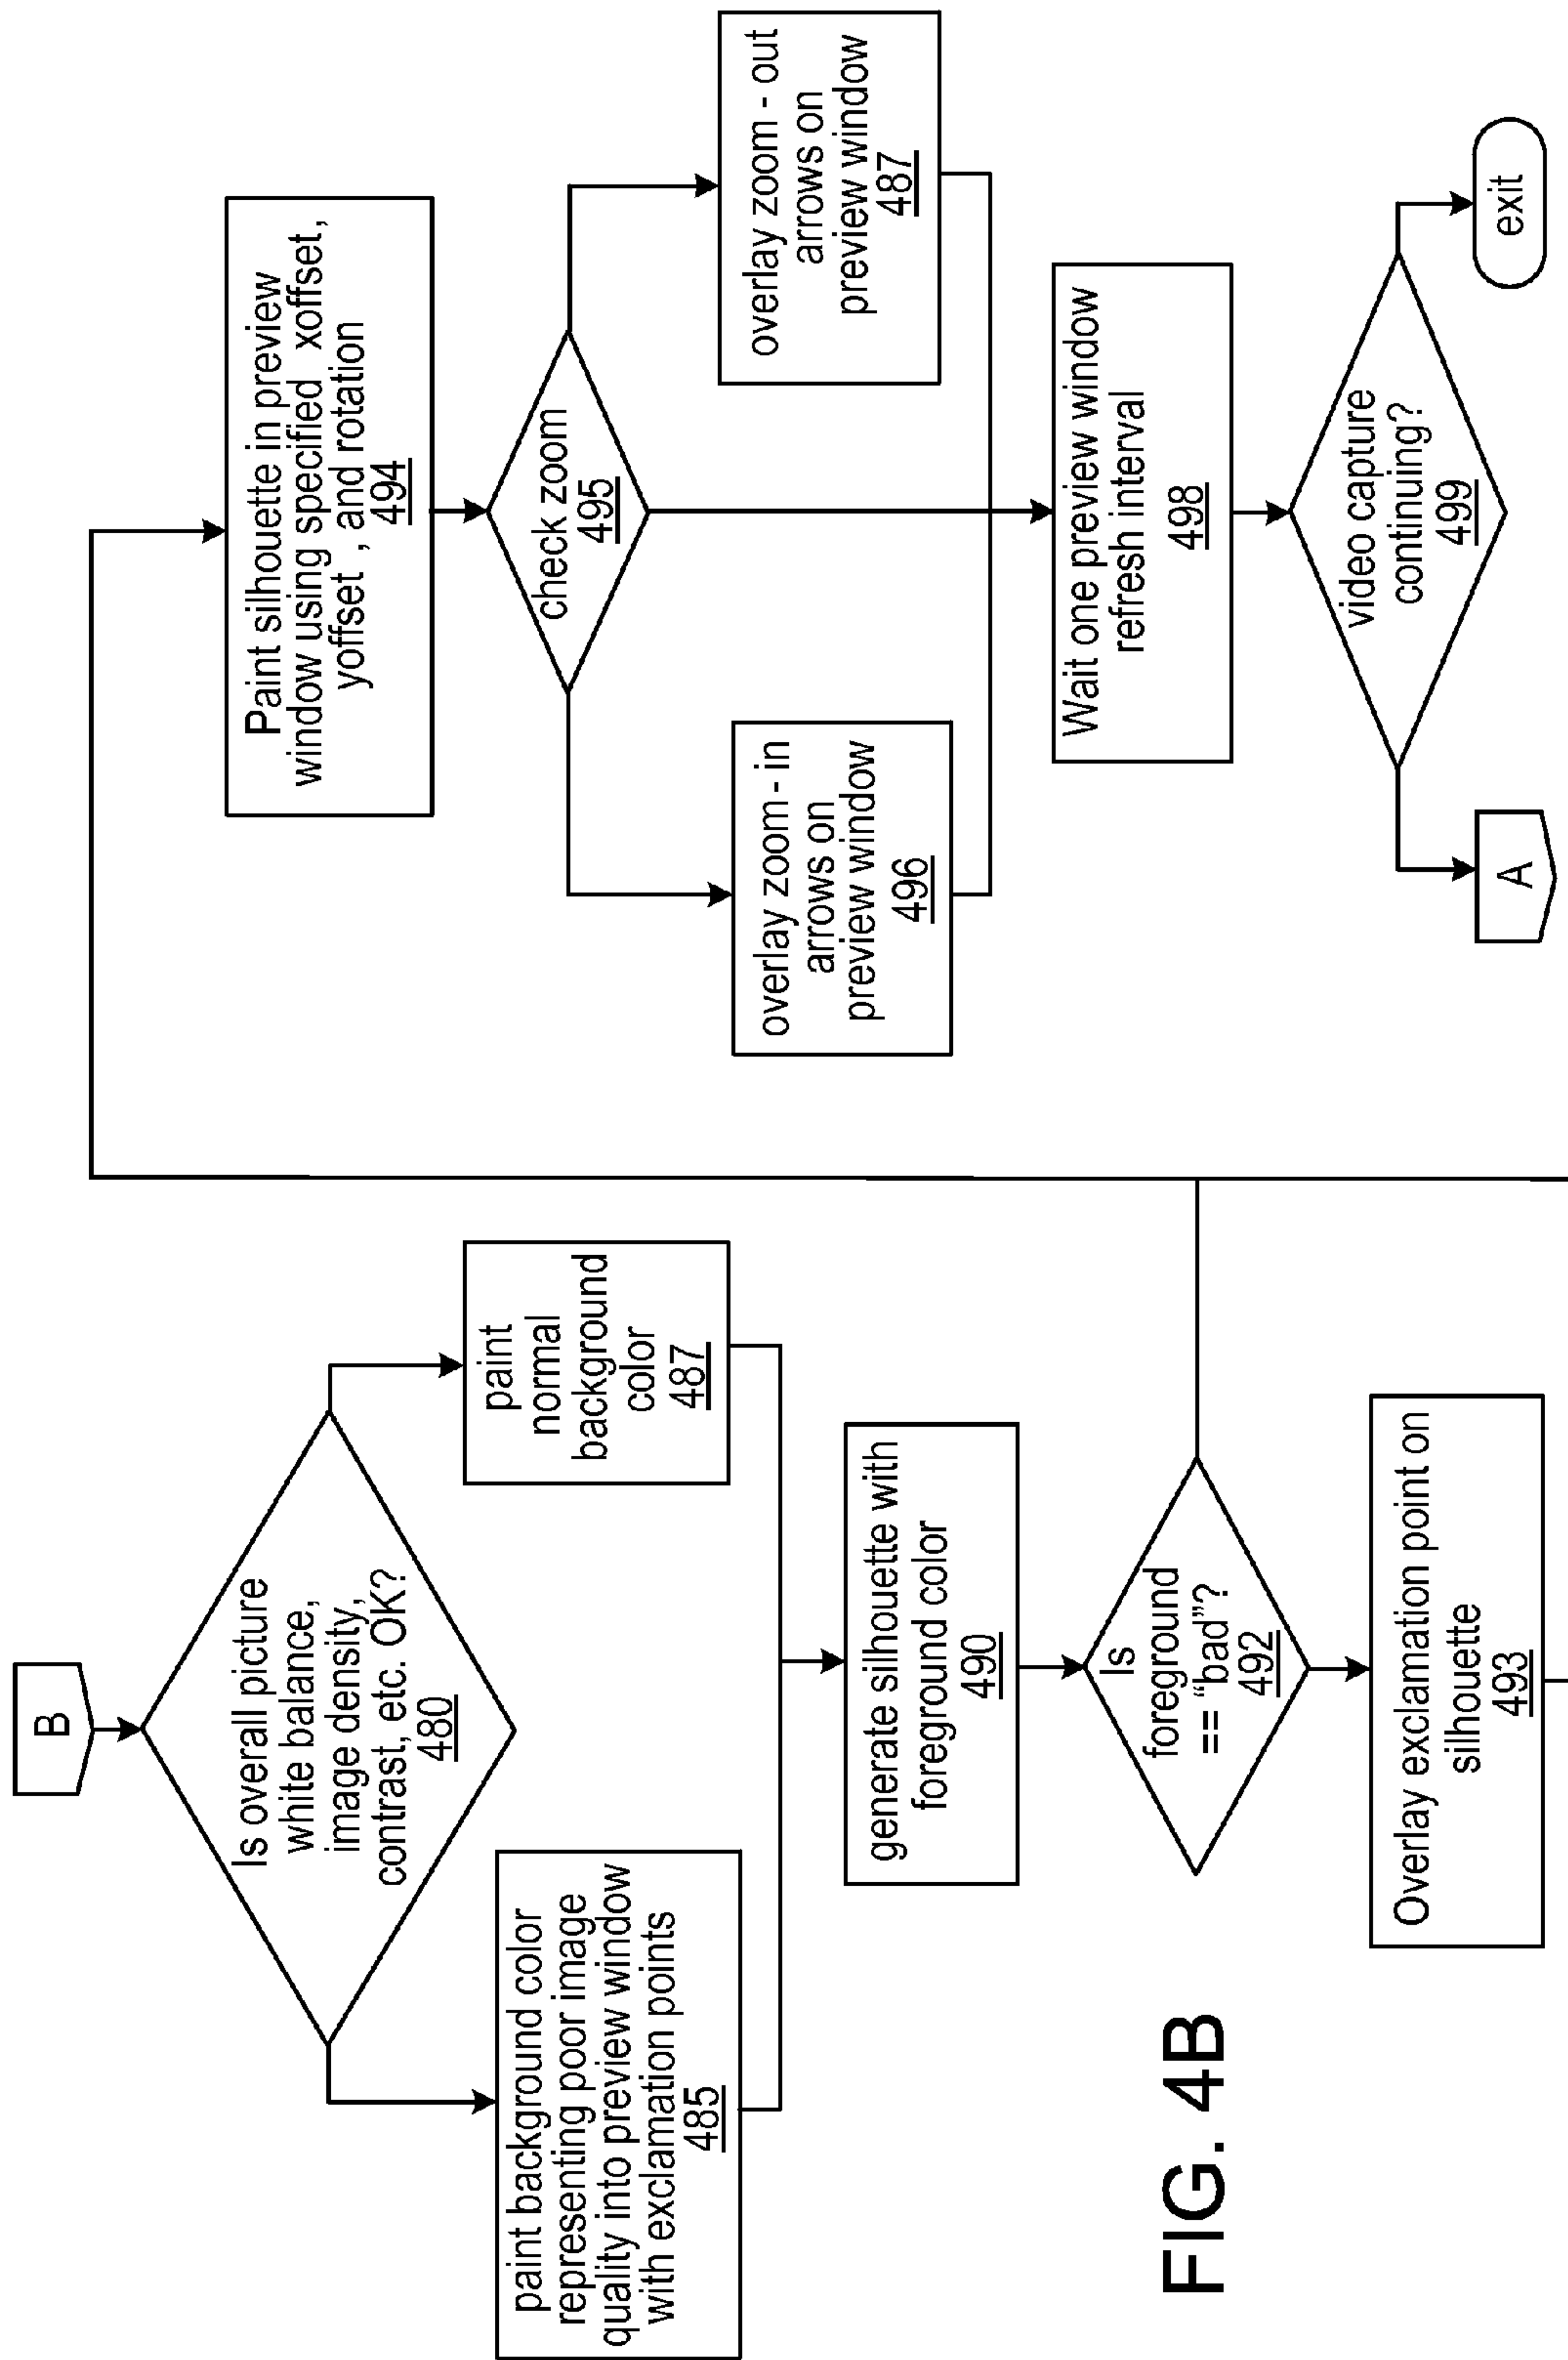 B
Is overall picture
white balance,
image density,
contrast, etc. OK?
480
paint background color
representing poor image
quality into preview window
with exclamation points
485
paint
normal
background
color
487
generate silhouette with
foreground color
490
Is
foreground
== "bad"?
492
Overlay exclamation point on
silhouette
493
Paint silhouette in preview
window using specified xoffset,
yoffset , and rotation
494
check zoom
495
overlay zoom - in
arrows on
preview window
496
overlay zoom - out
arrows on
preview window
487
Wait one preview window
refresh interval
498
video capture
continuing?
499
A
exit
FIG. 4B